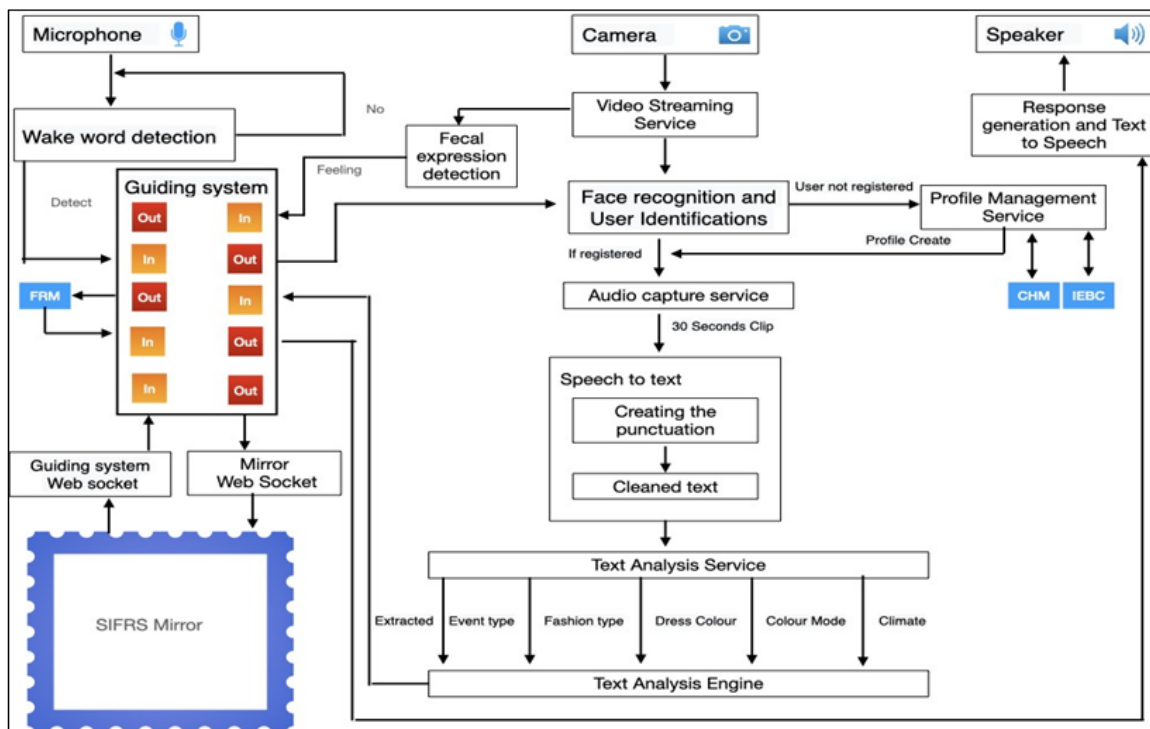 Microphone
Camera
Speaker
Wake word detection
No
Video Streaming
Service
Response
generation and Text
to Speech
Fecal
expression
detection
Feeling
Detect
Guiding system
Out
In
In
Out
Out
In
In
Out
In
Out
FRM
Face recognition and
User Identifications
User not registered
Profile Management
Service
Profile Create
If registered
CHM
IEBC
Audio capture service
30 Seconds Clip
Speech to text
Creating the
punctuation
Cleaned text
Guiding system
Web socket
Mirror
Web Socket
SIFRS Mirror
Text Analysis Service
Extracted
Event type
Fashion type
Dress Colour
Colour Mode
Climate
Text Analysis Engine